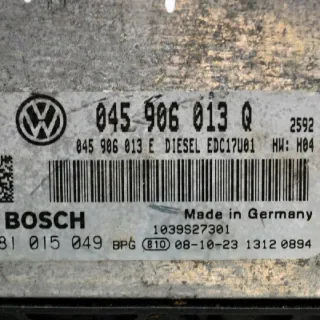 045 906 013 Q 2592
045 906 013 E DIESEL EDC17U01 HW: H04
BOSCH Made in Germany
1039S27301
81 015 049 BPG 810 08-10-23 1312 0894